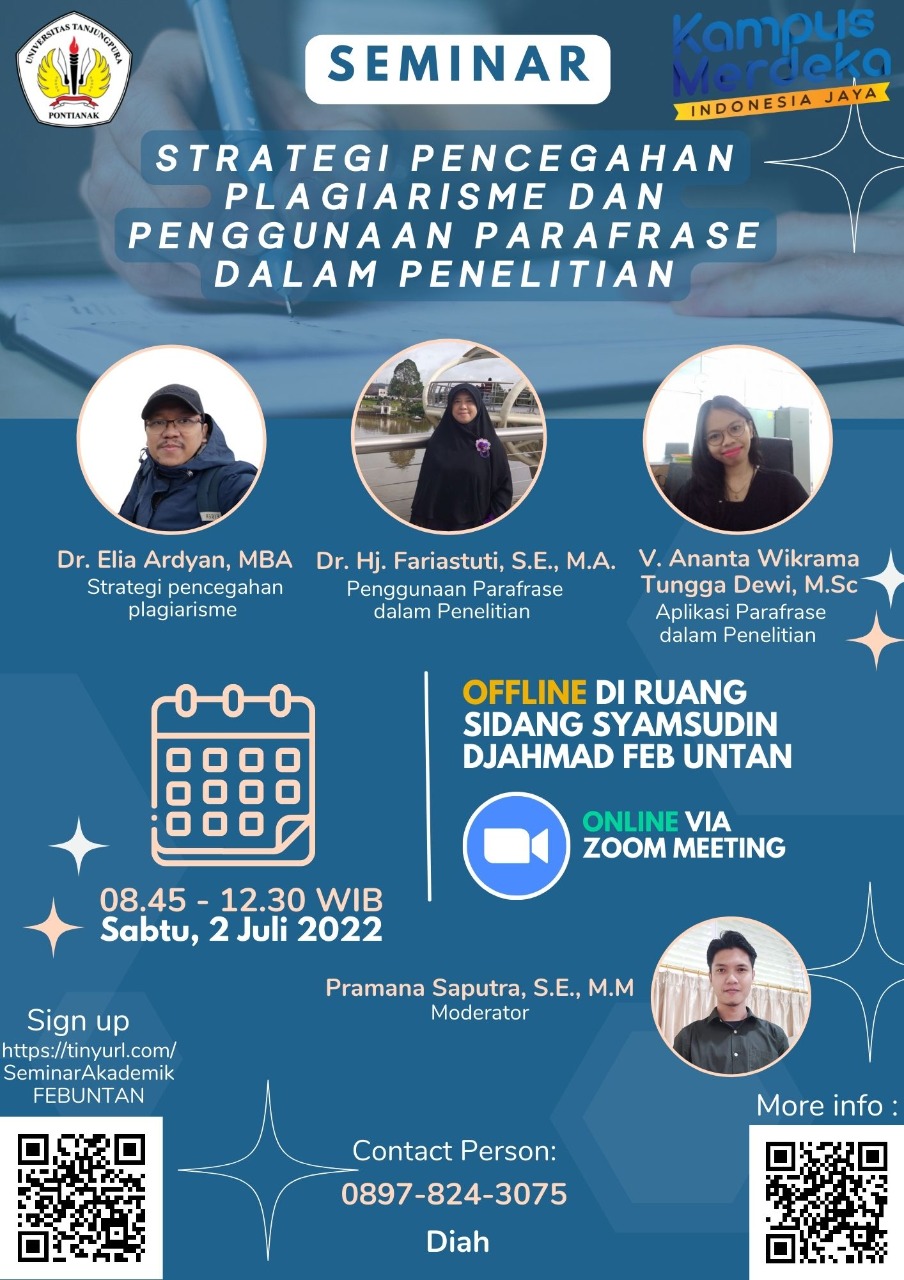 UNIVERSITAS TANJUNGPURA
PONTIANAK
SEMINAR
Kampus
Merdeka
INDONESIA JAYA
STRATEGI PENCEGAHAN
PLAGIARISME DAN
PENGGUNAAN PARAFRASE
DALAM PENELITIAN
Dr. Elia Ardyan, MBA
Strategi pencegahan
plagiarisme
Dr. Hj. Fariastuti, S.E., M.A.
Penggunaan Parafrase
dalam Penelitian
V. Ananta Wikrama
Tungga Dewi, M.Sc
Aplikasi Parafrase
dalam Penelitian
OFFLINE DI RUANG
SIDANG SYAMSUDIN
DJAHMAD FEB UNTAN
ONLINE VIA
ZOOM MEETING
08.45 - 12.30 WIB
Sabtu, 2 Juli 2022
Pramana Saputra, S.E., M.M
Moderator
Sign up
https://tinyurl.com/
SeminarAkademik
FEBUNTAN
More info :
Contact Person:
0897-824-3075
Diah